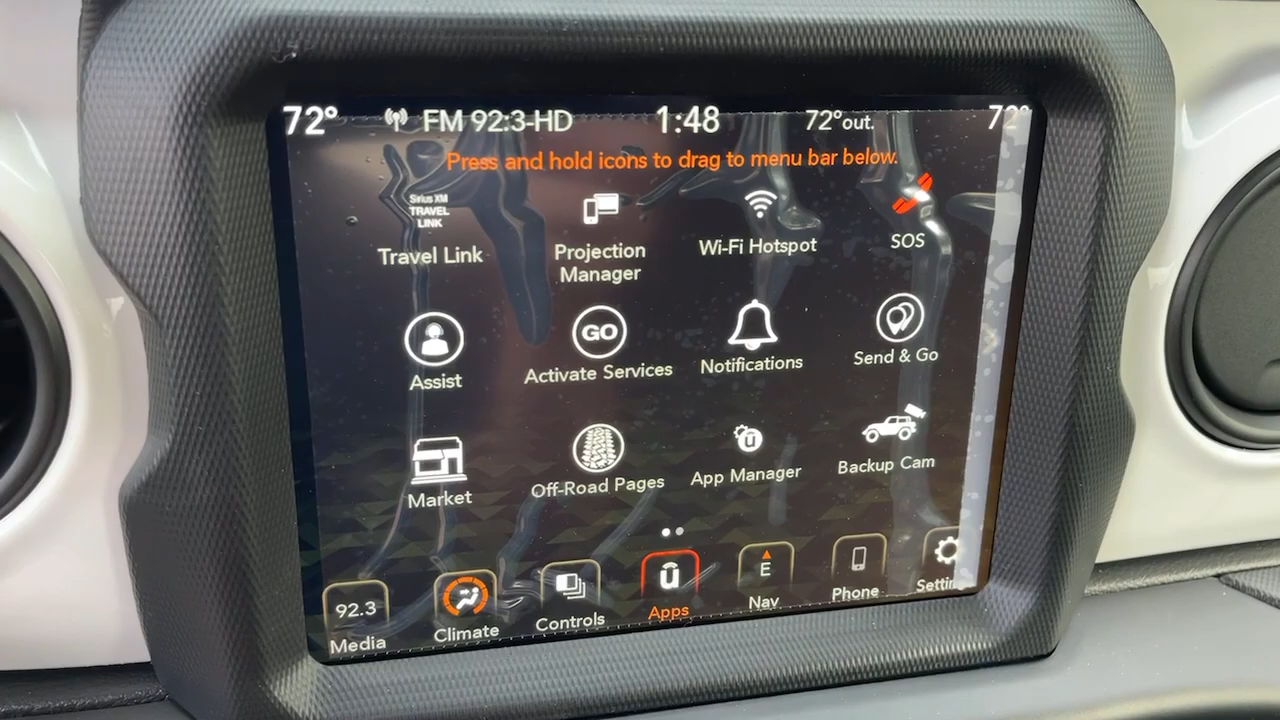 72° FM 92.3-HD 1:48 72°out. 72°
Press and hold icons to drag to menu bar below.
Sirius XM
TRAVEL
LINK
Travel Link
Projection
Manager
Wi-Fi Hotspot
SOS
Assist
GO
Activate Services
Notifications
Send & Go
Market
Off-Road Pages
App Manager
Backup Cam
92.3
Media
Climate
Controls
Apps
E
Nav
Phone
Settin